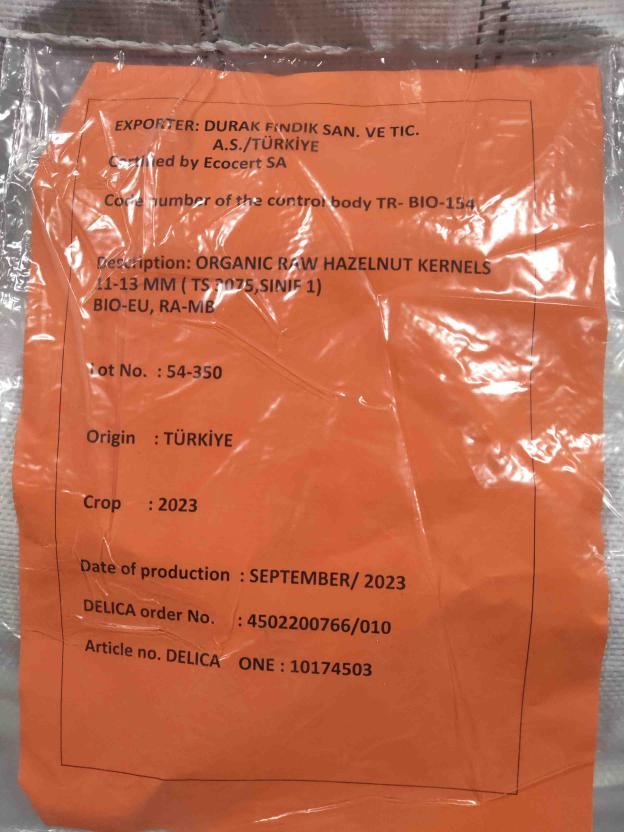 EXPORTER: DURAK FINDIK SAN. VE TIC.
A.S./TÜRKİYE
Certified by Ecocert SA
Code number of the control body TR- BIO-154
Description: ORGANIC RAW HAZELNUT KERNELS
11-13 MM ( TS 3075,SINIF 1)
BIO-EU, RA-MB
Lot No. : 54-350
Origin : TÜRKİYE
Crop : 2023
Date of production : SEPTEMBER/ 2023
DELICA order No. : 4502200766/010
Article no. DELICA ONE : 10174503